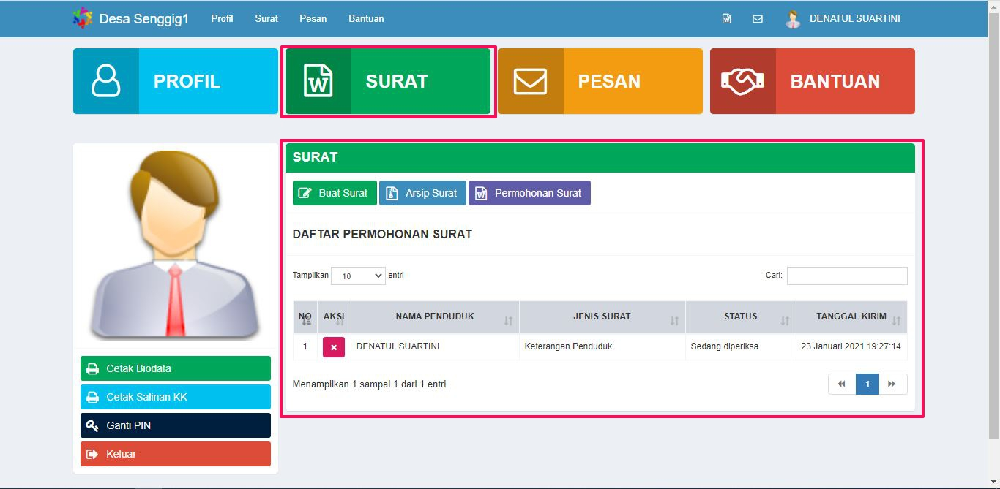 Desa Senggig1 Profil Surat Pesan Bantuan DENATUL SUARTINI
PROFIL SURAT PESAN BANTUAN
SURAT
Buat Surat Arsip Surat Permohonan Surat
DAFTAR PERMOHONAN SURAT
Tampilkan 10 entri Cari:
NO AKSI NAMA PENDUDUK JENIS SURAT STATUS TANGGAL KIRIM
1 DENATUL SUARTINI Keterangan Penduduk Sedang diperiksa 23 Januari 2021 19:27:14
Menampilkan 1 sampai 1 dari 1 entri 1
Cetak Biodata
Cetak Salinan KK
Ganti PIN
Keluar